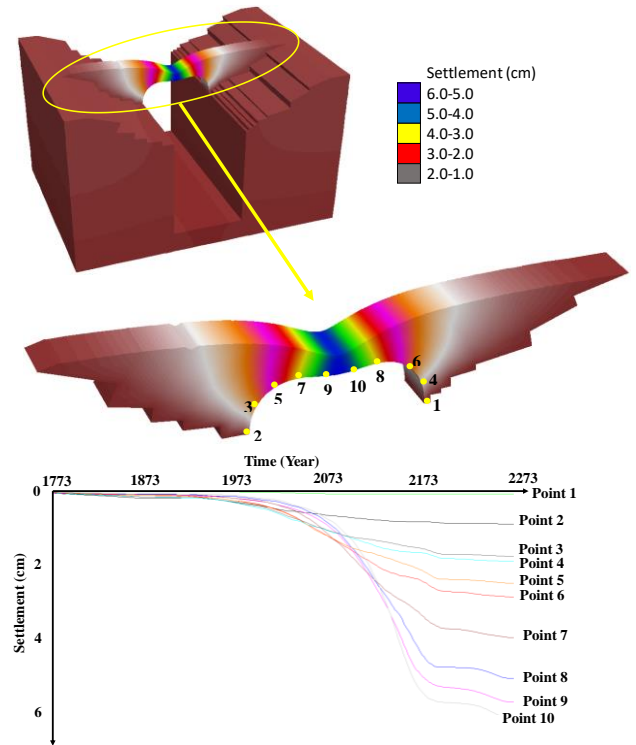 Settlement (cm)
6.0-5.0
5.0-4.0
4.0-3.0
3.0-2.0
2.0-1.0
6
8
4
10
7
9
5
1
3
2
Time (Year)
1773 1873 1973 2073 2173 2273
0
2
4
6
Settlement (cm)
Point 1
Point 2
Point 3
Point 4
Point 5
Point 6
Point 7
Point 8
Point 9
Point 10